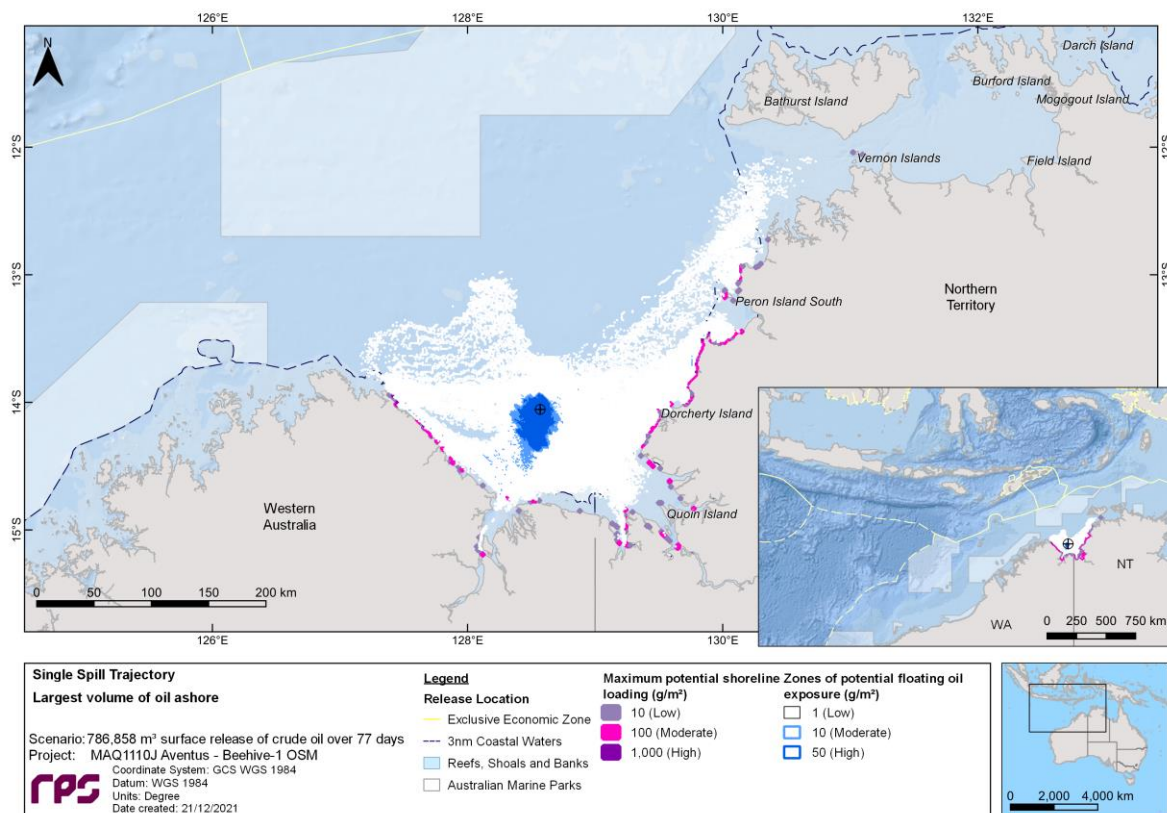 126°E
128°E
130°E
132°E
N
Darch Island
Burford Island
Mogogout Island
Bathurst Island
12°S
12°S
Vernon Islands
Field Island
13°S
13°S
Northern
Territory
Peron Island South
14°S
Dorcherty Island
Western
Australia
Quoin Island
15°S
0 50 100 150 200 km
NT
WA
0 250 500 750 km
126°E
128°E
130°E
Single Spill Trajectory
Largest volume of oil ashore
Scenario: 786,858 m³ surface release of crude oil over 77 days
Project: MAQ1110J Aventus - Beehive-1 OSM
rps
Coordinate System: GCS WGS 1984
Datum: WGS 1984
Units: Degree
Date created: 21/12/2021
Legend
Release Location
Exclusive Economic Zone
3nm Coastal Waters
Reefs, Shoals and Banks
Australian Marine Parks
Maximum potential shoreline
loading (g/m²)
10 (Low)
100 (Moderate)
1,000 (High)
Zones of potential floating oil
exposure (g/m²)
1 (Low)
10 (Moderate)
50 (High)
0 2,000 4,000 km